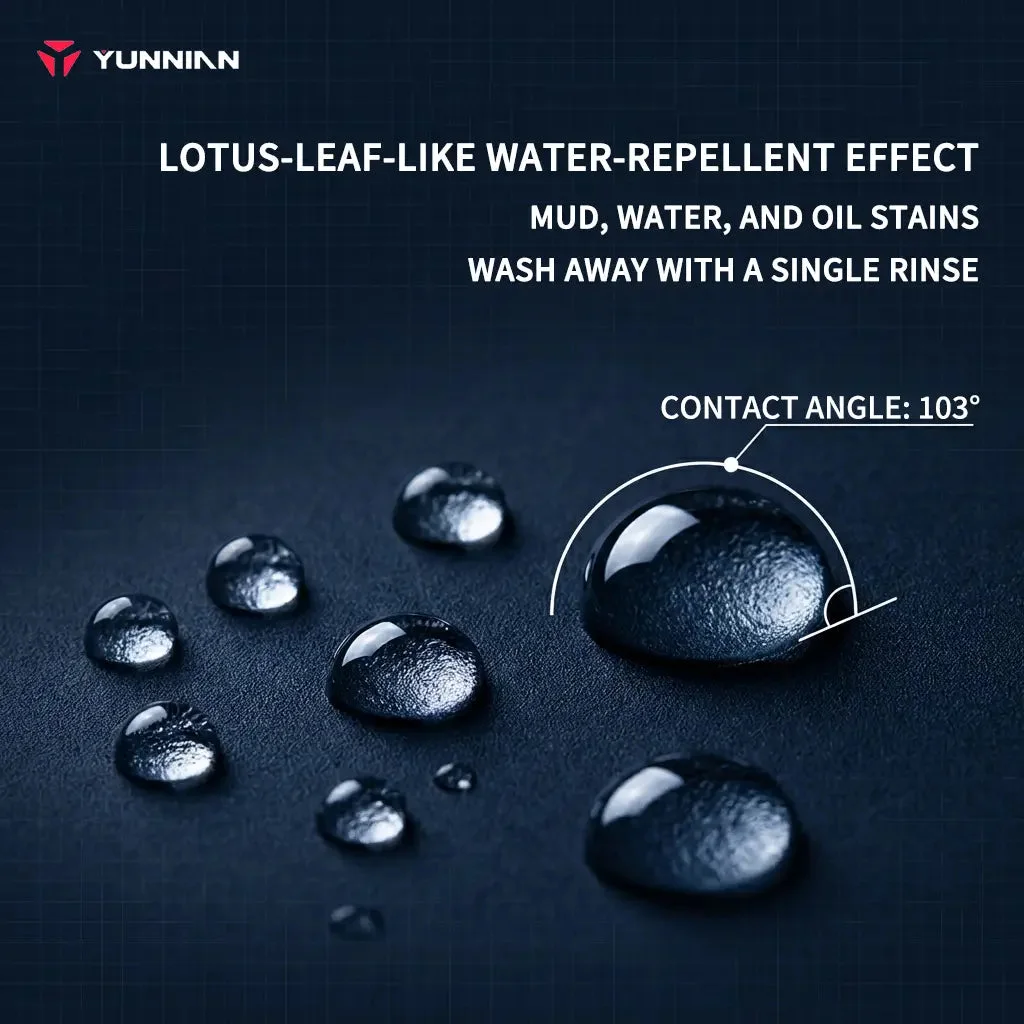 YUNNIAN
LOTUS-LEAF-LIKE WATER-REPELLENT EFFECT
MUD, WATER, AND OIL STAINS
WASH AWAY WITH A SINGLE RINSE
CONTACT ANGLE: 103°